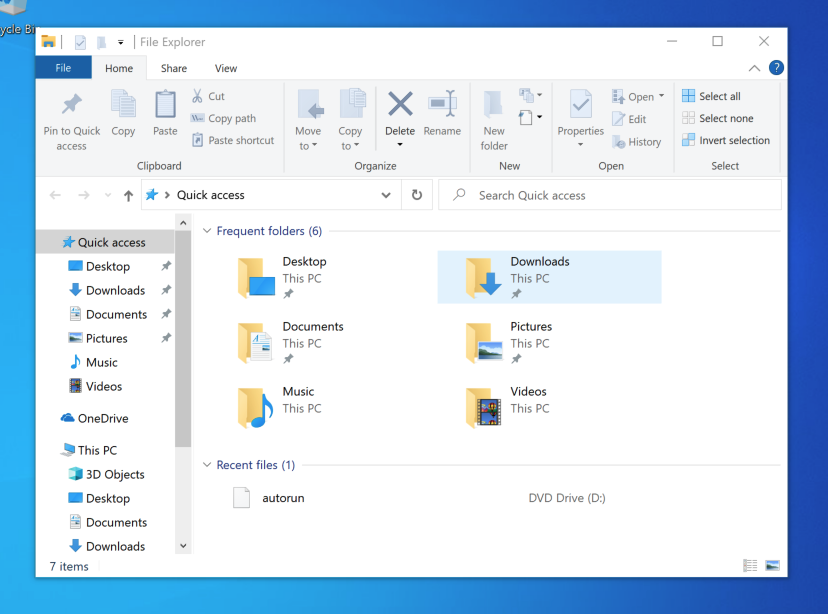 ycle Bi
File Explorer
File Home Share View
Pin to Quick access
Copy
Paste
Cut
Copy path
Paste shortcut
Clipboard
Move to
Copy to
Delete
Rename
Organize
New folder
New
Properties
Open
Edit
History
Open
Select all
Select none
Invert selection
Select
Quick access
Search Quick access
Quick access
Desktop
Downloads
Documents
Pictures
Music
Videos
OneDrive
This PC
3D Objects
Desktop
Documents
Downloads
Frequent folders (6)
Desktop
This PC
Downloads
This PC
Documents
This PC
Pictures
This PC
Music
This PC
Videos
This PC
Recent files (1)
autorun DVD Drive (D:)
7 items